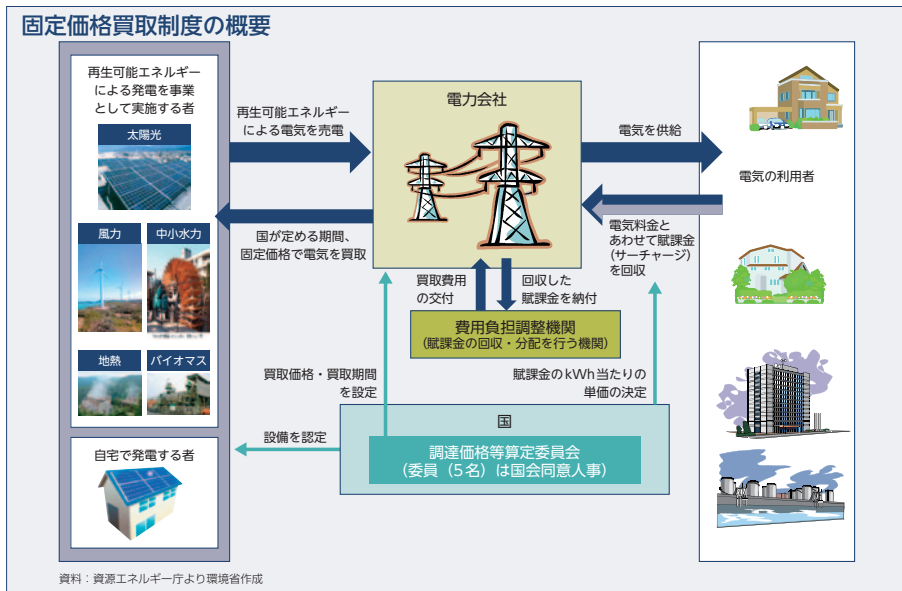 固定価格買取制度の概要
再生可能エネルギー
による発電を事業
として実施する者
太陽光
風力
中小水力
地熱
バイオマス
自宅で発電する者
再生可能エネルギー
による電気を売電
国が定める期間、
固定価格で電気を買取
電力会社
電気を供給
電気の利用者
電気料金と
あわせて賦課金
（サーチャージ）
を回収
買取費用
の交付
回収した
賦課金を納付
費用負担調整機関
（賦課金の回収・分配を行う機関）
買取価格・買取期間
を設定
賦課金のkWh当たりの
単価の決定
設備を認定
国
調達価格等算定委員会
（委員（5名）は国会同意人事）
資料：資源エネルギー庁より環境省作成